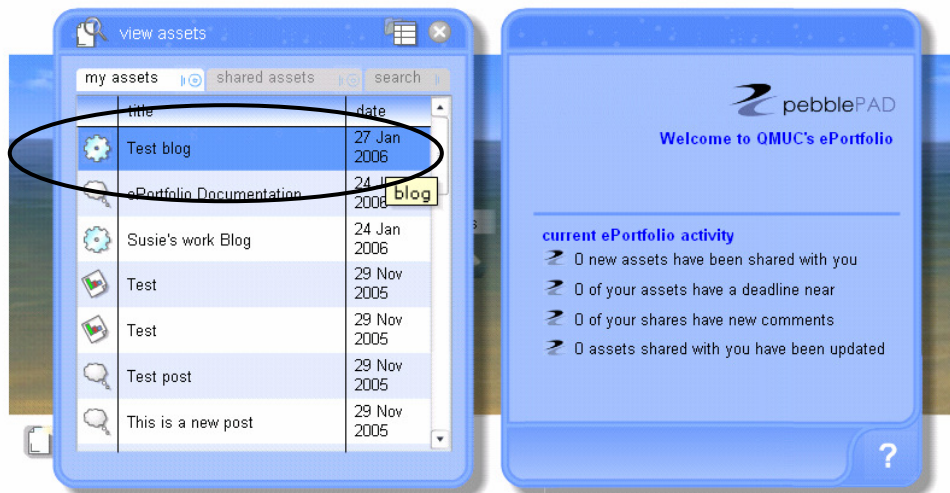 view assets
my assets
shared assets
search
title date
Test blog 27 Jan
2006
ePortfolio Documentation 24 J
2006
blog
Susie's work Blog 24 Jan
2006
Test 29 Nov
2005
Test 29 Nov
2005
Test post 29 Nov
2005
This is a new post 29 Nov
2005
pebblePAD
Welcome to QMUC's ePortfolio
current ePortfolio activity
0 new assets have been shared with you
0 of your assets have a deadline near
0 of your shares have new comments
0 assets shared with you have been updated
?